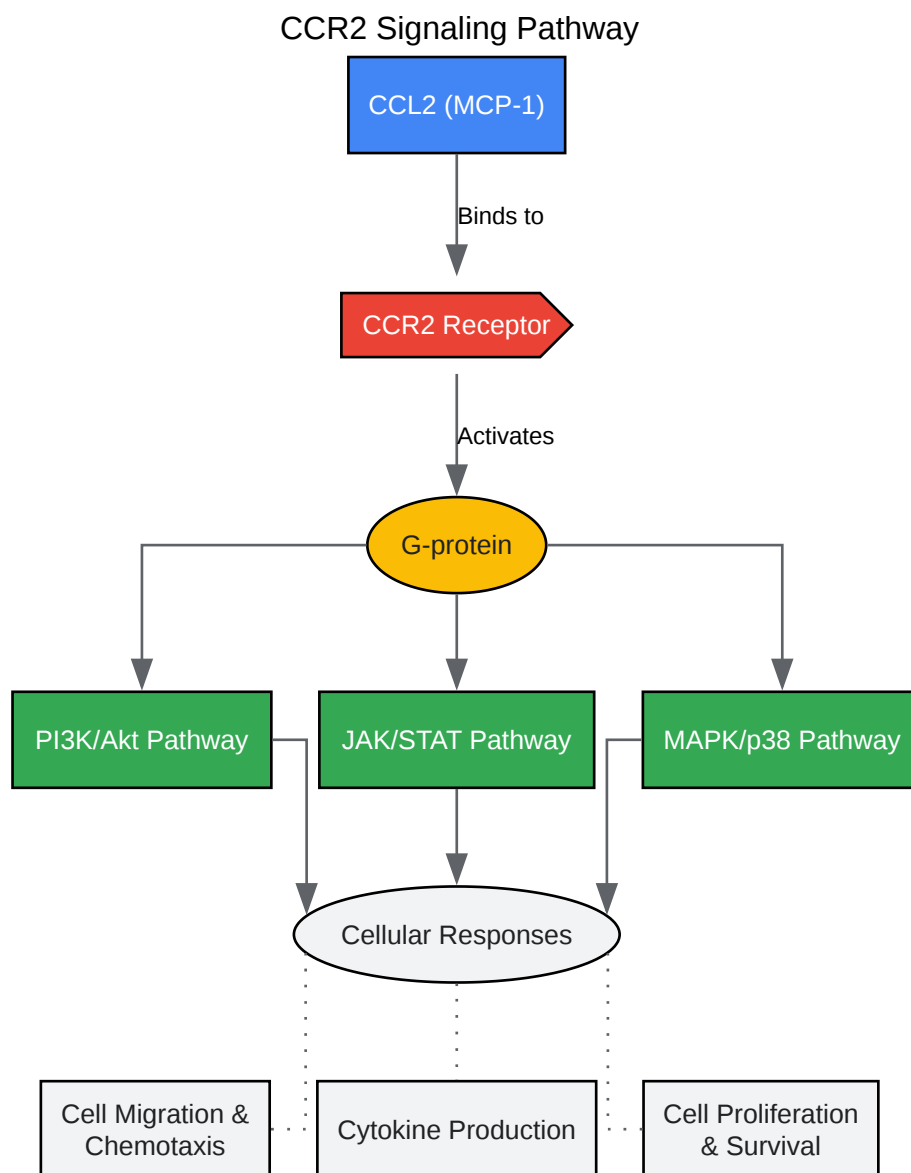 CCR2 Signaling Pathway
CCL2 (MCP-1)
Binds to
CCR2 Receptor
Activates
G-protein
PI3K/Akt Pathway
JAK/STAT Pathway
MAPK/p38 Pathway
Cellular Responses
Cell Migration &
Chemotaxis
Cytokine Production
Cell Proliferation
& Survival